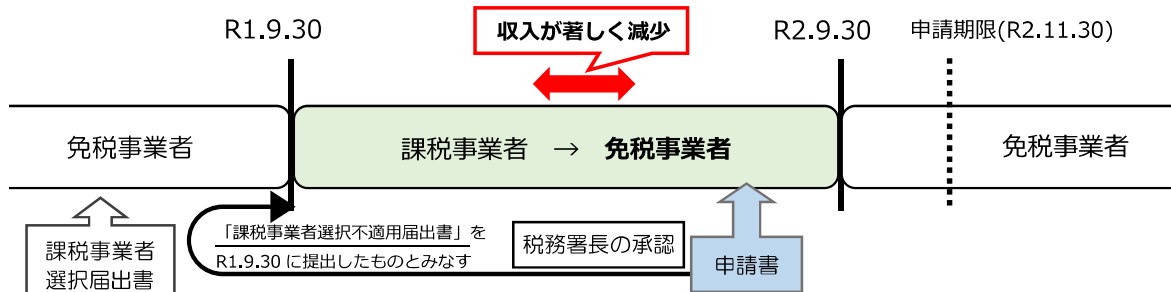 R1.9.30
収入が著しく減少
R2.9.30
申請期限(R2.11.30)
免税事業者
課税事業者 → 免税事業者
免税事業者
課税事業者
選択届出書
「課税事業者選択不適用届出書」を
R1.9.30 に提出したものとみなす
税務署長の承認
申請書